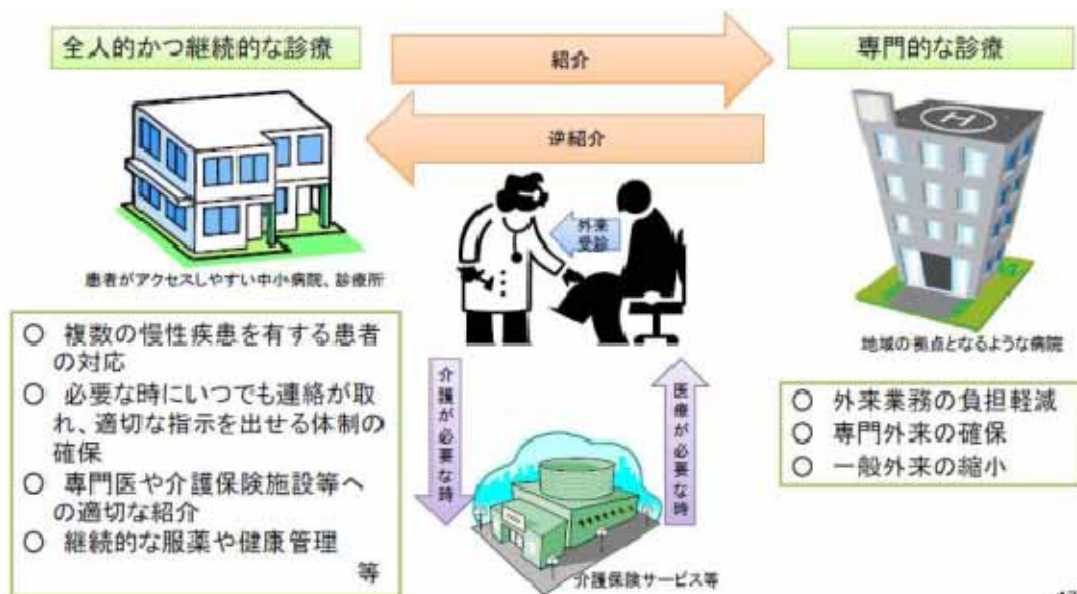 全人的かつ継続的な診療
紹介
専門的な診療
逆紹介
外来
受診
患者がアクセスしやすい中小病院、診療所
地域の拠点となるような病院
○ 複数の慢性疾患を有する患者
の対応
○ 必要な時にいつでも連絡が取
れ、適切な指示を出せる体制の
確保
○ 専門医や介護保険施設等へ
の適切な紹介
○ 継続的な服薬や健康管理
等
介護が必要な時
医療が必要な時
介護保険サービス等
○ 外来業務の負担軽減
○ 専門外来の確保
○ 一般外来の縮小